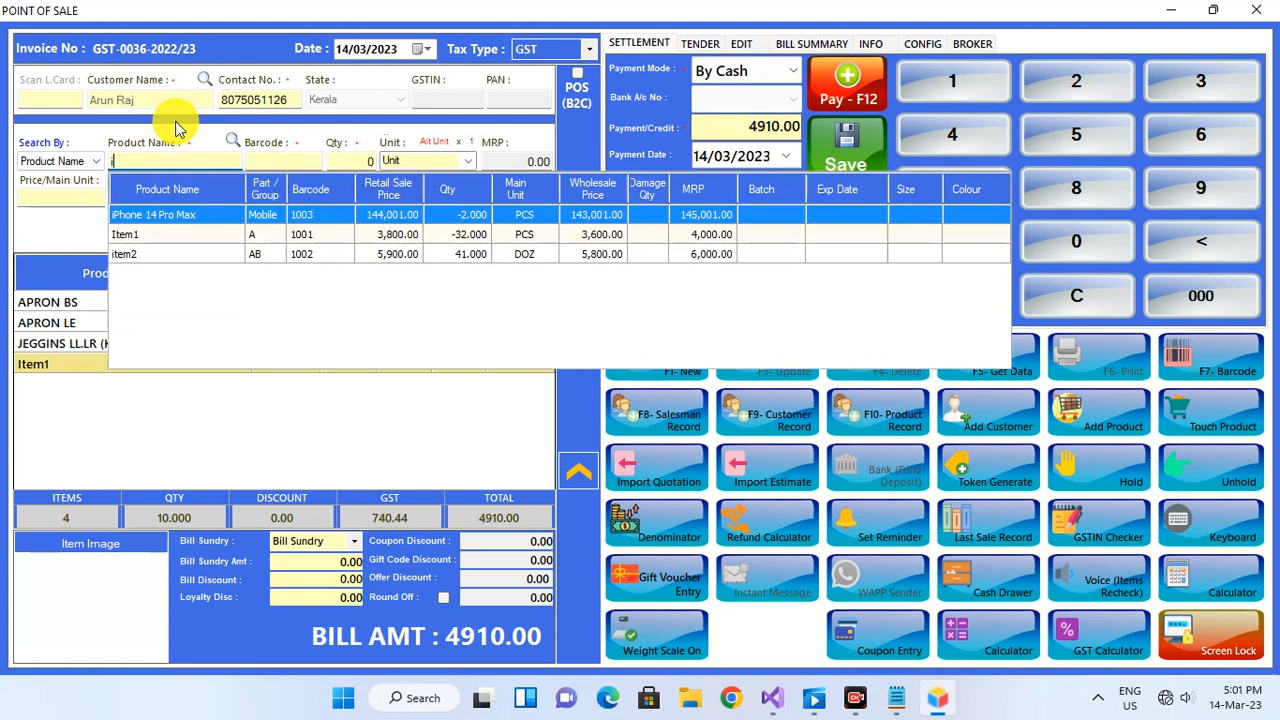 POINT OF SALE
Invoice No : GST-0036-2022/23 Date : 14/03/2023 Tax Type : GST
Scan L.Card : Customer Name : * Contact No. : * State : GSTIN : PAN :
Arun Raj 8075051126 Kerala
POS
(B2C)
Search By : Product Name : * Barcode : Qty : * Unit : Alt Unit x 1 MRP :
Product Name i 0 Unit 0.00
Price/Main Unit :
Product Name Part / Group Barcode Retail Sale Price Qty Main Unit Wholesale Price Damage Qty MRP Batch Exp Date Size Colour
iPhone 14 Pro Max Mobile 1003 144,001.00 -2.000 PCS 143,001.00 145,001.00
Item1 A 1001 3,800.00 -32.000 PCS 3,600.00 4,000.00
item2 AB 1002 5,900.00 41.000 DOZ 5,800.00 6,000.00
Prod
APRON BS
APRON LE
JEGGINS LL.LR (K
Item1
ITEMS QTY DISCOUNT GST TOTAL
4 10.000 0.00 740.44 4910.00
Item Image
Bill Sundry : Bill Sundry Coupon Discount : 0.00
Bill Sundry Amt : 0.00 Gift Code Discount : 0.00
Bill Discount : 0.00 Offer Discount : 0.00
Loyalty Disc : 0.00 Round Off : 0.00
BILL AMT : 4910.00
SETTLEMENT TENDER EDIT BILL SUMMARY INFO CONFIG BROKER
Payment Mode : * By Cash
Bank A/c No :
Payment/Credit : * 4910.00
Payment Date : 14/03/2023
Pay - F12
Save
1 2 3
4 5 6
8 9
0 <
C 000
F1- New F3- Update F4- Delete F5- Get Data F6- Print F7- Barcode
F8- Salesman Record F9- Customer Record F10- Product Record Add Customer Add Product Touch Product
Import Quotation Import Estimate Bank (Fund Deposit) Token Generate Hold Unhold
Denominator Refund Calculator Set Reminder Last Sale Record GSTIN Checker Keyboard
Gift Voucher Entry Instant Message WAPP Sender Cash Drawer Voice (Items Recheck) Calculator
Weight Scale On Coupon Entry Calculator GST Calculator Screen Lock
Search
ENG
US
5:01 PM
14-Mar-23